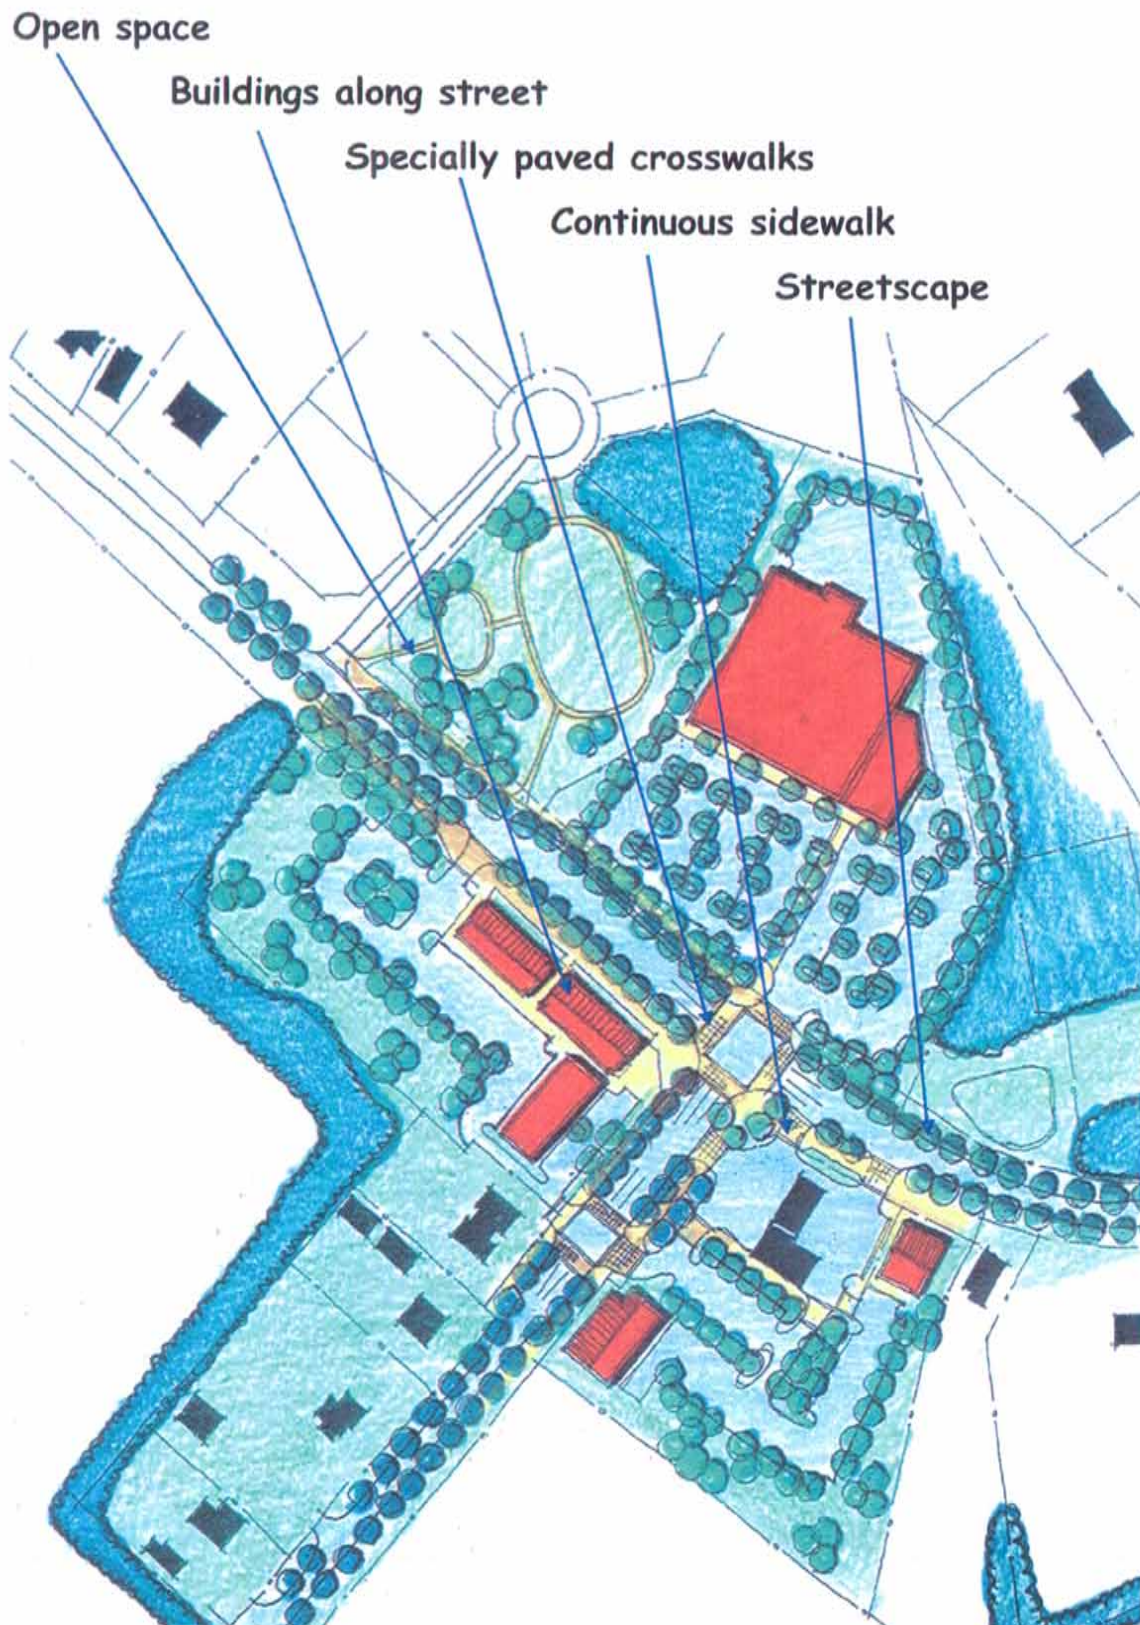 Open space
Buildings along street
Specially paved crosswalks
Continuous sidewalk
Streetscape